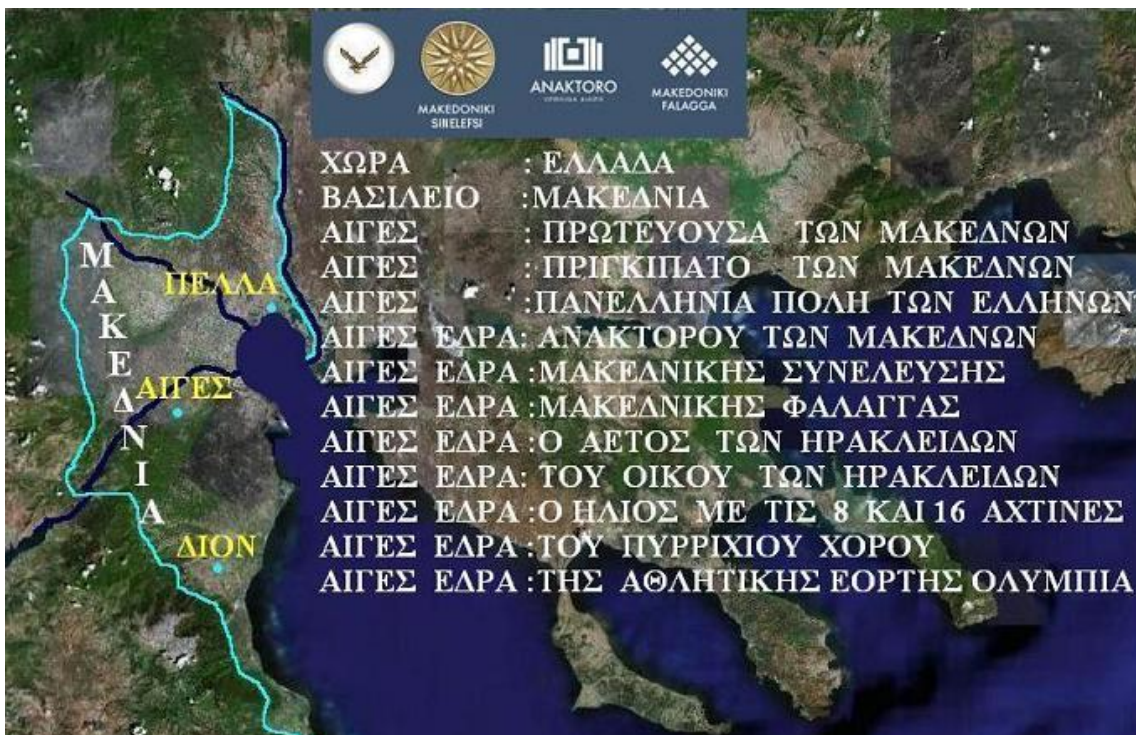 MAKEDONIKI
SINELEFSI
ANAKTORO
MAKEDONIKI
FALAGGA
ΧΩΡΑ : ΕΛΛΑΔΑ
ΒΑΣΙΛΕΙΟ :ΜΑΚΕΔΝΙΑ
ΑΙΓΕΣ : ΠΡΩΤΕΥΟΥΣΑ ΤΩΝ ΜΑΚΕΔΝΩΝ
ΑΙΓΕΣ : ΠΡΙΓΚΙΠΑΤΟ ΤΩΝ ΜΑΚΕΔΝΩΝ
ΑΙΓΕΣ :ΠΑΝΕΛΛΗΝΙΑ ΠΟΛΗ ΤΩΝ ΕΛΛΗΝΩΝ
ΑΙΓΕΣ ΕΔΡΑ: ΑΝΑΚΤΟΡΟΥ ΤΩΝ ΜΑΚΕΔΝΩΝ
ΑΙΓΕΣ ΕΔΡΑ :ΜΑΚΕΔΝΙΚΗΣ ΣΥΝΕΛΕΥΣΗΣ
ΑΙΓΕΣ ΕΔΡΑ :ΜΑΚΕΔΝΙΚΗΣ ΦΑΛΑΓΓΑΣ
ΑΙΓΕΣ ΕΔΡΑ :Ο ΑΕΤΟΣ ΤΩΝ ΗΡΑΚΛΕΙΔΩΝ
ΑΙΓΕΣ ΕΔΡΑ: ΤΟΥ ΟΙΚΟΥ ΤΩΝ ΗΡΑΚΛΕΙΔΩΝ
ΑΙΓΕΣ ΕΔΡΑ :Ο ΗΛΙΟΣ ΜΕ ΤΙΣ 8 ΚΑΙ 16 ΑΧΤΙΝΕΣ
ΑΙΓΕΣ ΕΔΡΑ :ΤΟΥ ΠΥΡΡΙΧΙΟΥ ΧΟΡΟΥ
ΑΙΓΕΣ ΕΔΡΑ :ΤΗΣ ΑΘΛΗΤΙΚΗΣ ΕΟΡΤΗΣ ΟΛΥΜΠΙΑ
ΜΑΚΕΔΝΙΑ
ΠΕΛΛΑ
ΑΙΓΕΣ
ΔΙΟΝ